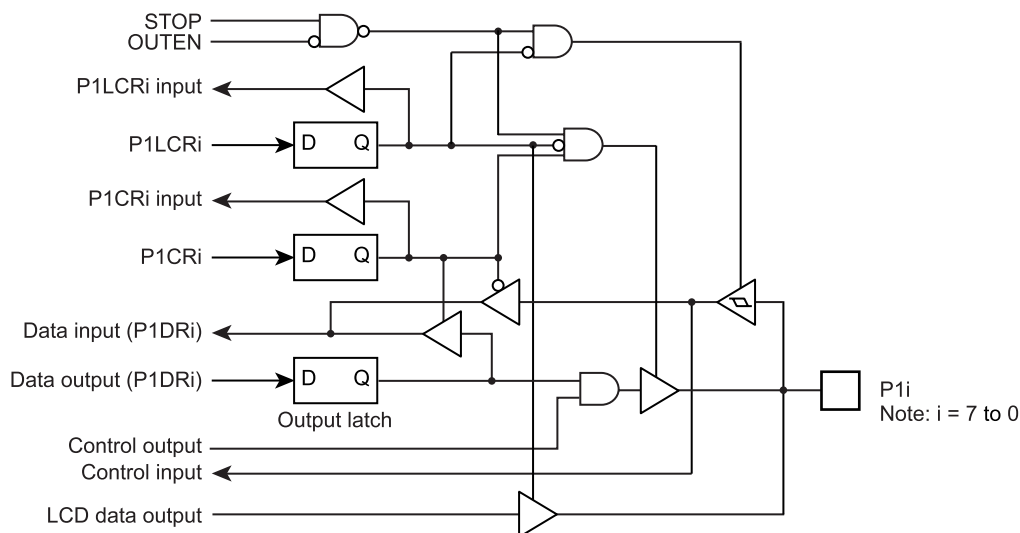 STOP
OUTEN
P1LCRi input
P1LCRi
D Q
P1CRi input
P1CRi
D Q
Data input (P1DRi)
Data output (P1DRi)
D Q
Output latch
P1i
Note: i = 7 to 0
Control output
Control input
LCD data output